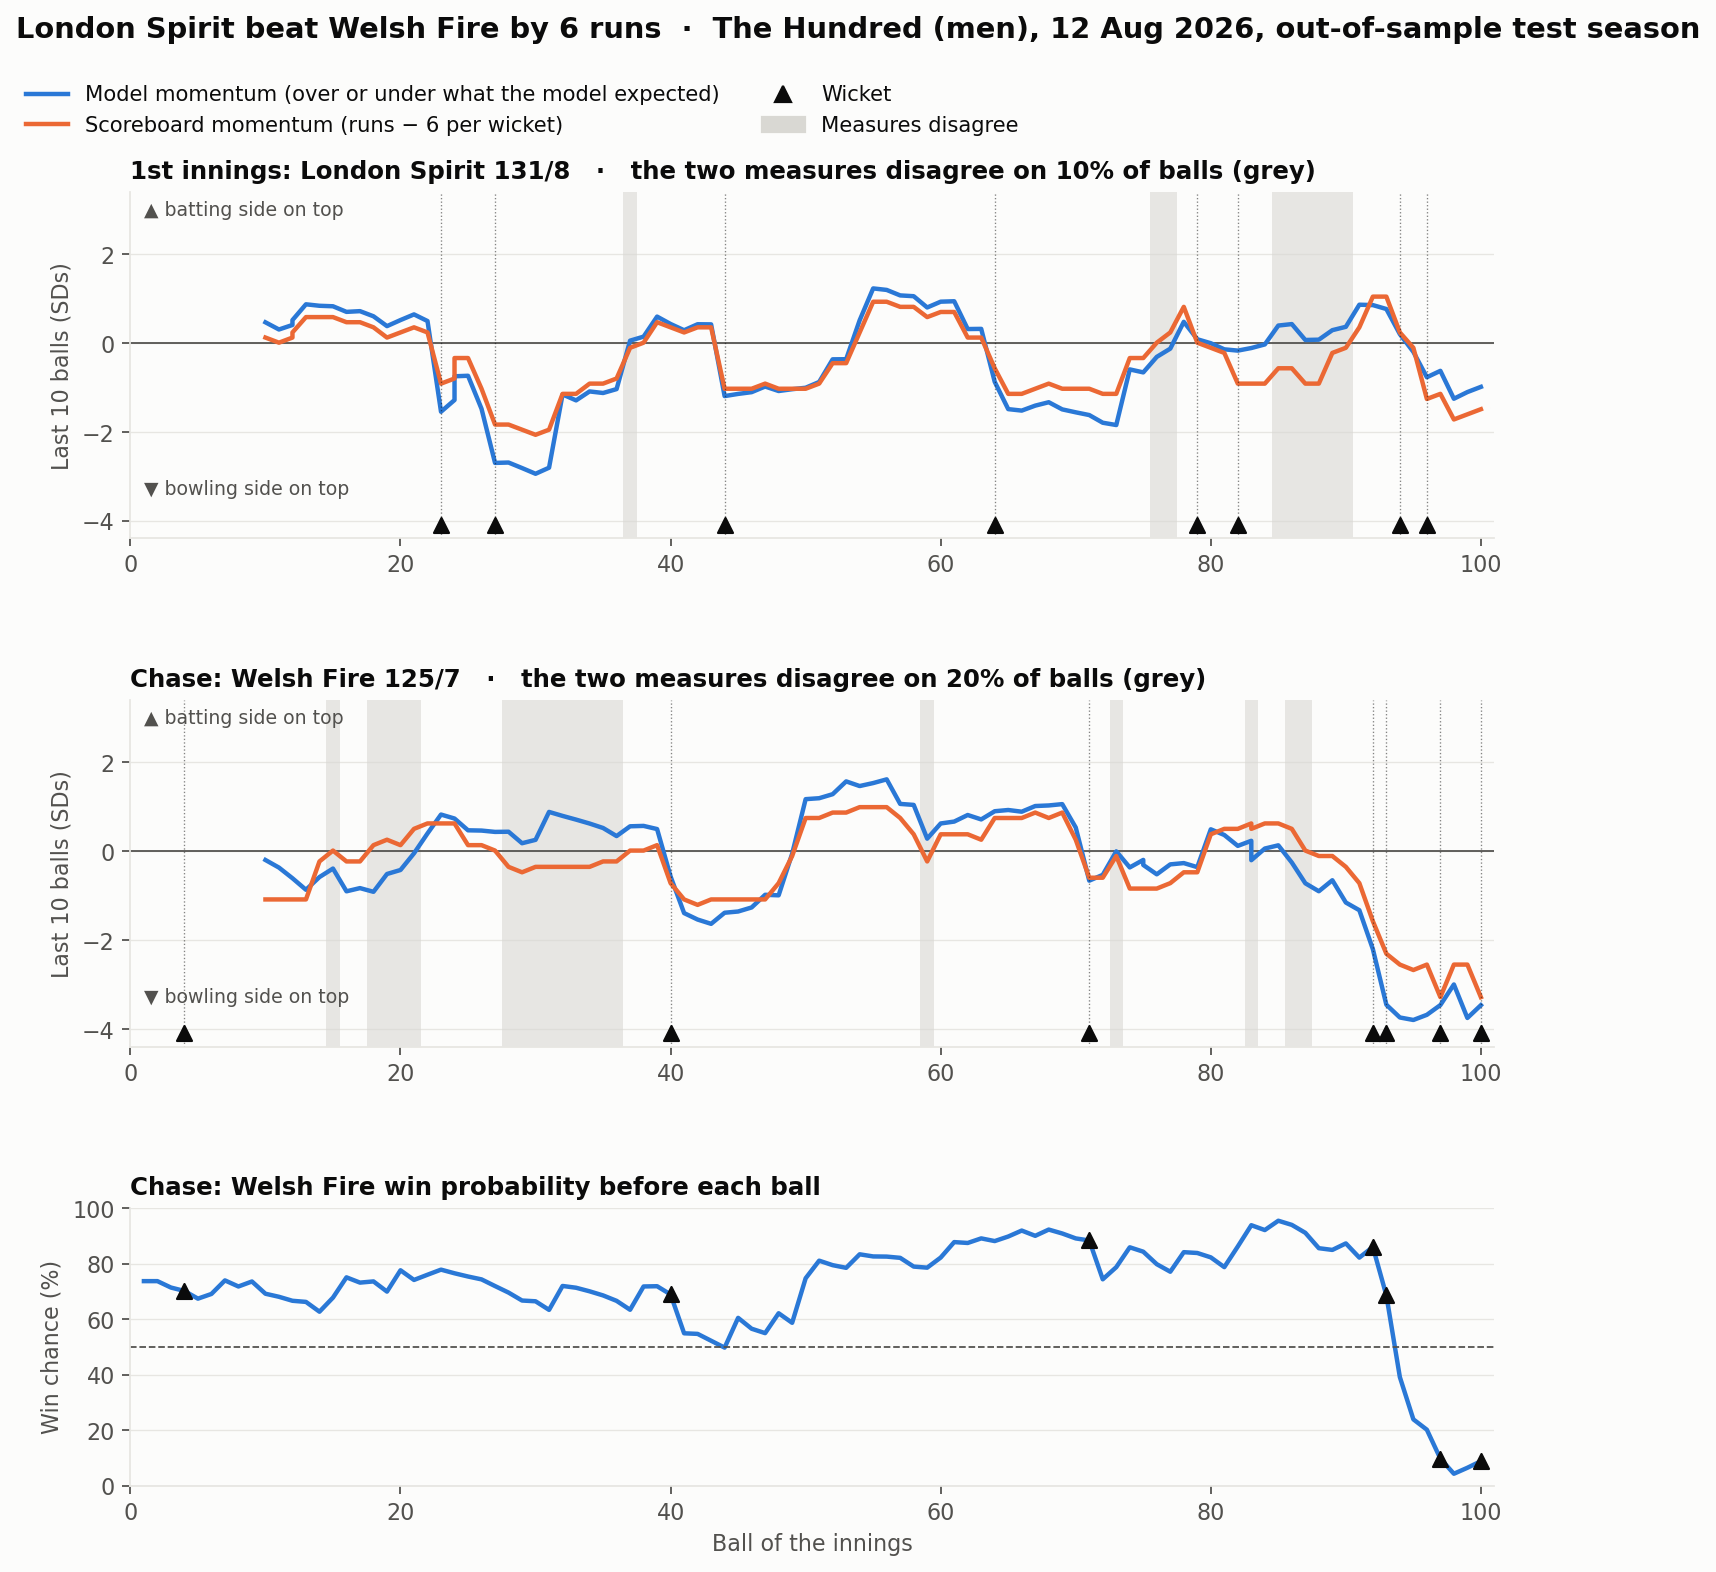 London Spirit beat Welsh Fire by 6 runs · The Hundred (men), 12 Aug 2026, out-of-sample test season
Model momentum (over or under what the model expected)
Scoreboard momentum (runs − 6 per wicket)
Wicket
Measures disagree
1st innings: London Spirit 131/8 · the two measures disagree on 10% of balls (grey)
▲ batting side on top
▼ bowling side on top
Last 10 balls (SDs)
2
0
−2
−4
0 20 40 60 80 100
Chase: Welsh Fire 125/7 · the two measures disagree on 20% of balls (grey)
▲ batting side on top
▼ bowling side on top
Last 10 balls (SDs)
2
0
−2
−4
0 20 40 60 80 100
Chase: Welsh Fire win probability before each ball
Win chance (%)
100
80
60
40
20
0
0 20 40 60 80 100
Ball of the innings